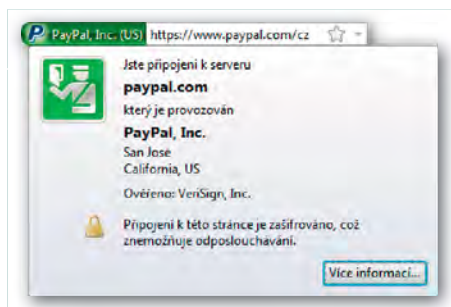 PayPal, Inc. (US) https://www.paypal.com/cz
Jste připojeni k serveru
paypal.com
který je provozován
PayPal, Inc.
San José
California, US
Ověřeno: VeriSign, Inc.
Připojení k této stránce je zašifrováno, což
znemožňuje odposlouchávání.
Více informací...